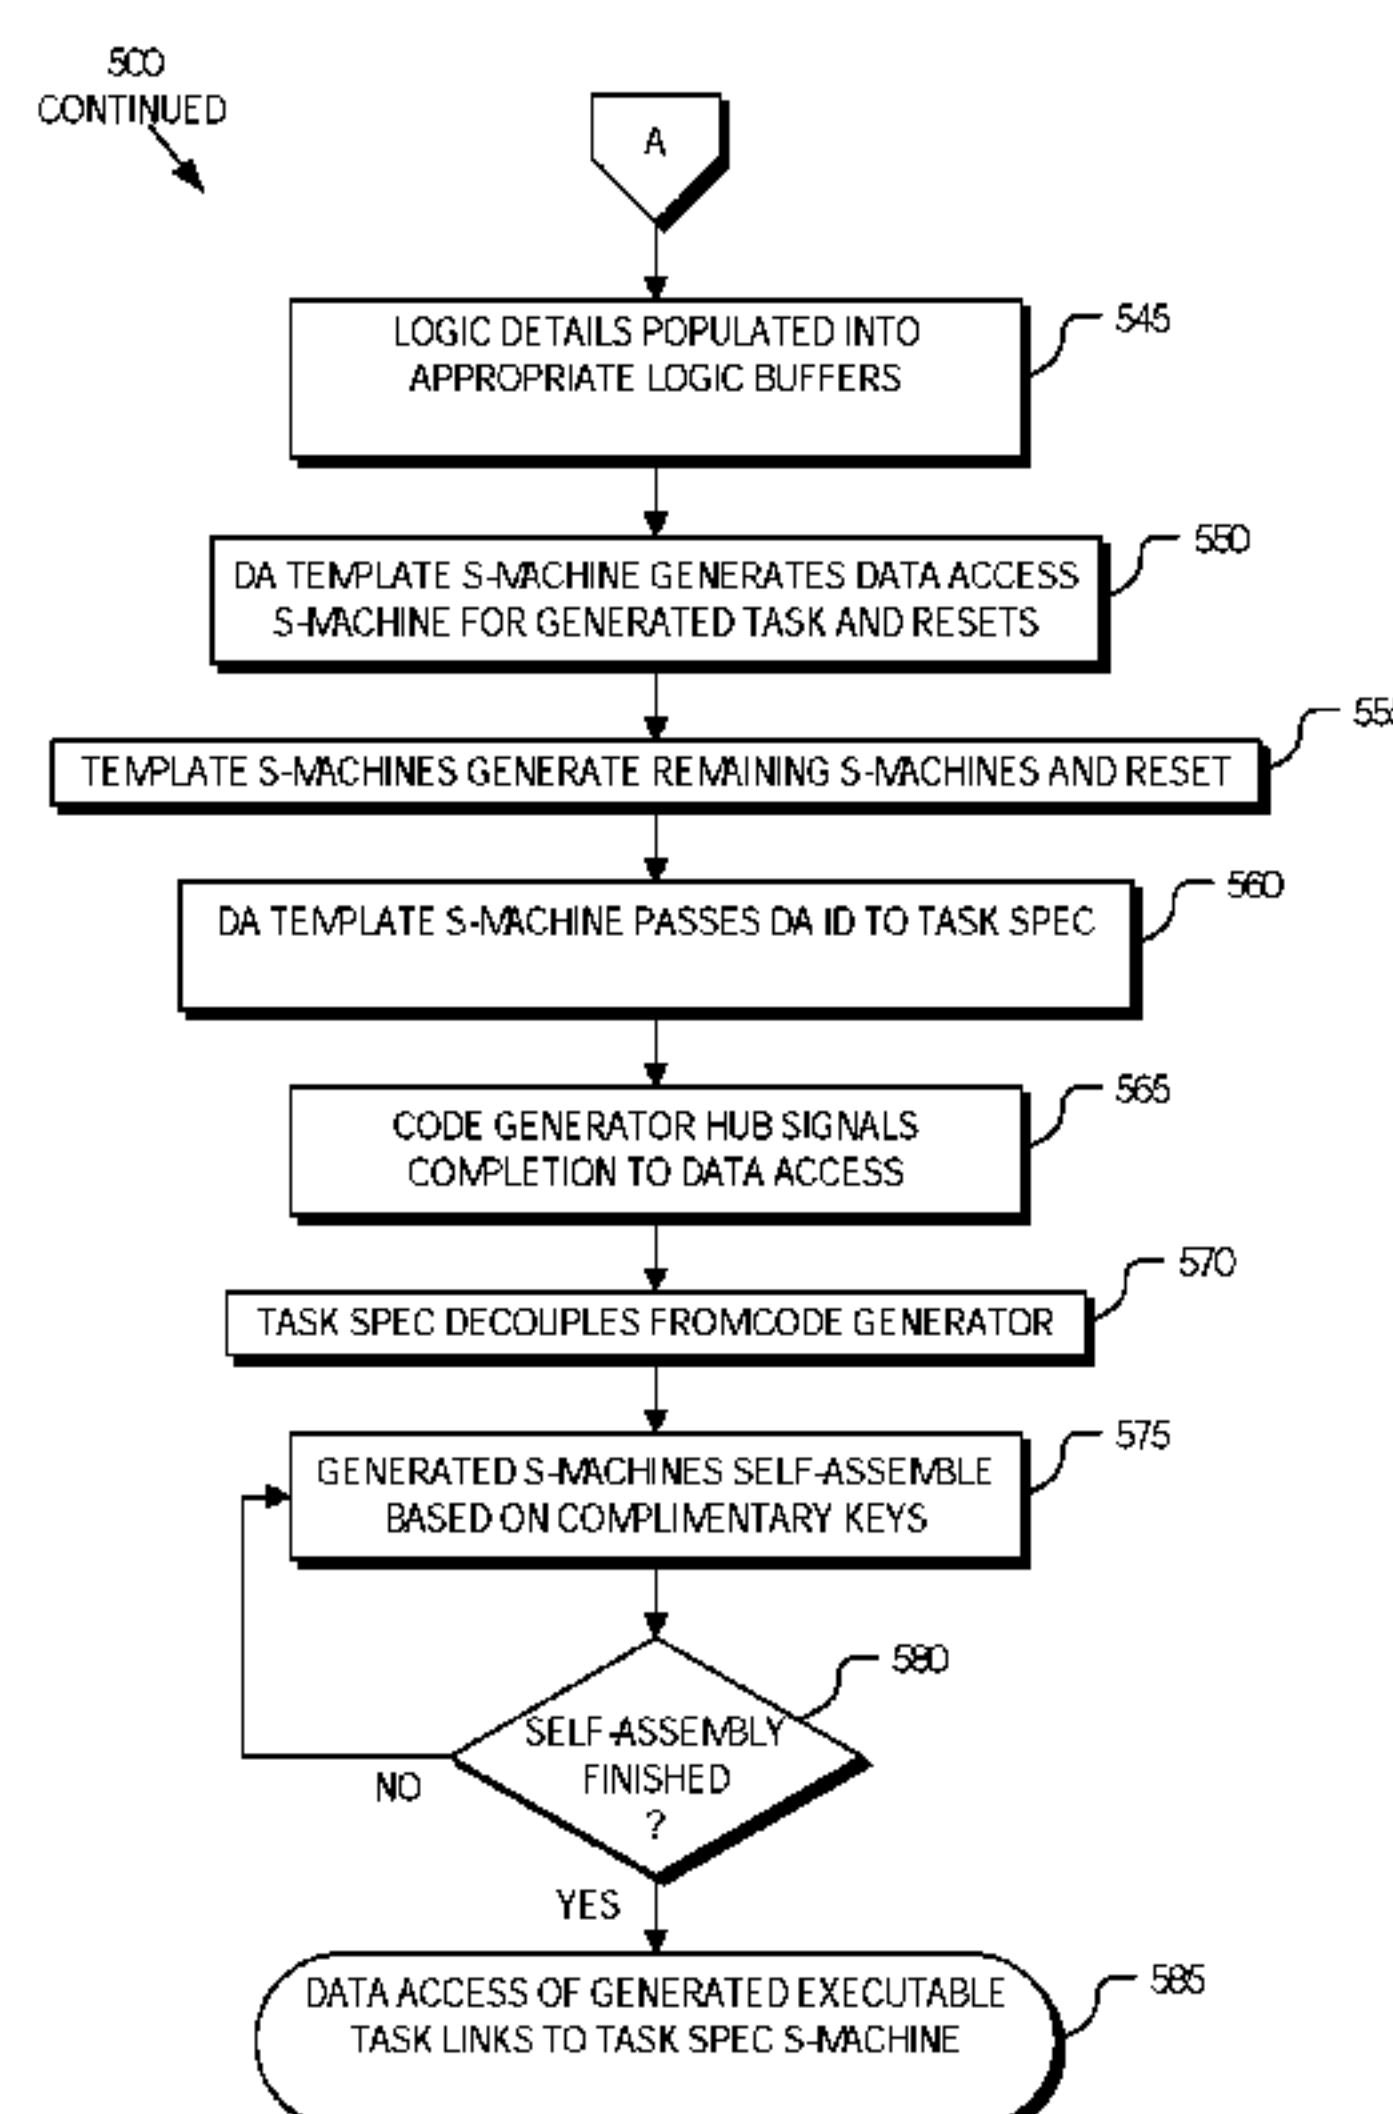 500
CONTINUED
A
LOGIC DETAILS POPULATED INTO
APPROPRIATE LOGIC BUFFERS
545
DA TEMPLATE S-MACHINE GENERATES DATA ACCESS
S-MACHINE FOR GENERATED TASK AND RESETS
550
TEMPLATE S-MACHINES GENERATE REMAINING S-MACHINES AND RESET
DA TEMPLATE S-MACHINE PASSES DA ID TO TASK SPEC
560
CODE GENERATOR HUB SIGNALS
COMPLETION TO DATA ACCESS
565
TASK SPEC DECOUPLES FROM CODE GENERATOR
570
GENERATED S-MACHINES SELF-ASSEMBLE
BASED ON COMPLIMENTARY KEYS
575
SELF-ASSEMBLY
FINISHED
?
580
NO
YES
DATA ACCESS OF GENERATED EXECUTABLE
TASK LINKS TO TASK SPEC S-MACHINE
585